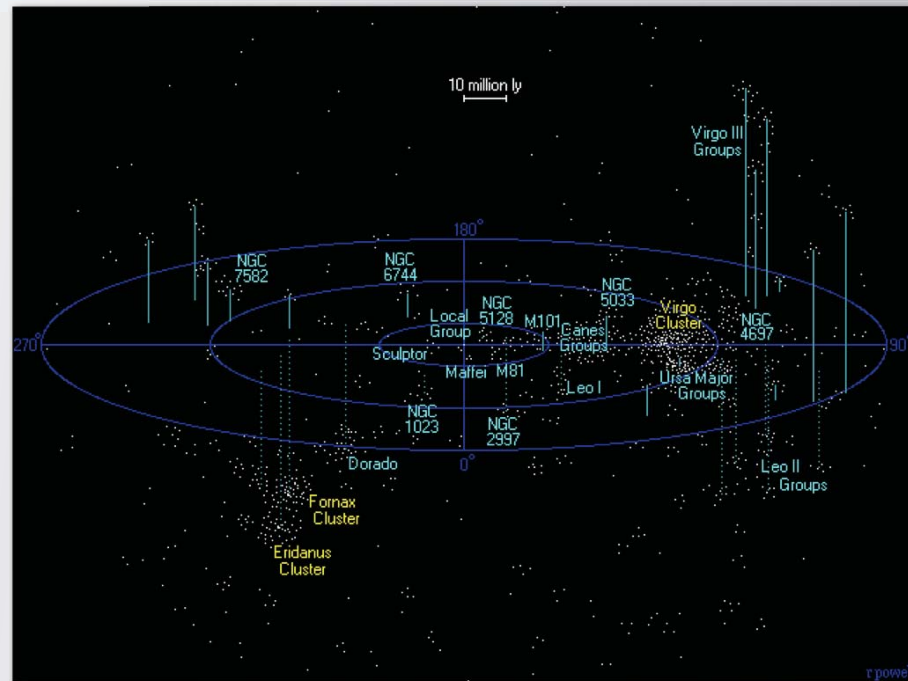 10 million ly
Virgo III
Groups
180°
NGC
7582
NGC
6744
NGC
5033
Virgo
Cluster
Local
Group
NGC
5128
M101
Canes
Groups
NGC
4697
270°
90
Sculptor
Maffei
M81
Leo I
Ursa Major
Groups
NGC
1023
NGC
2997
0°
Dorado
Leo II
Groups
Fornax
Cluster
Eridanus
Cluster
r powel